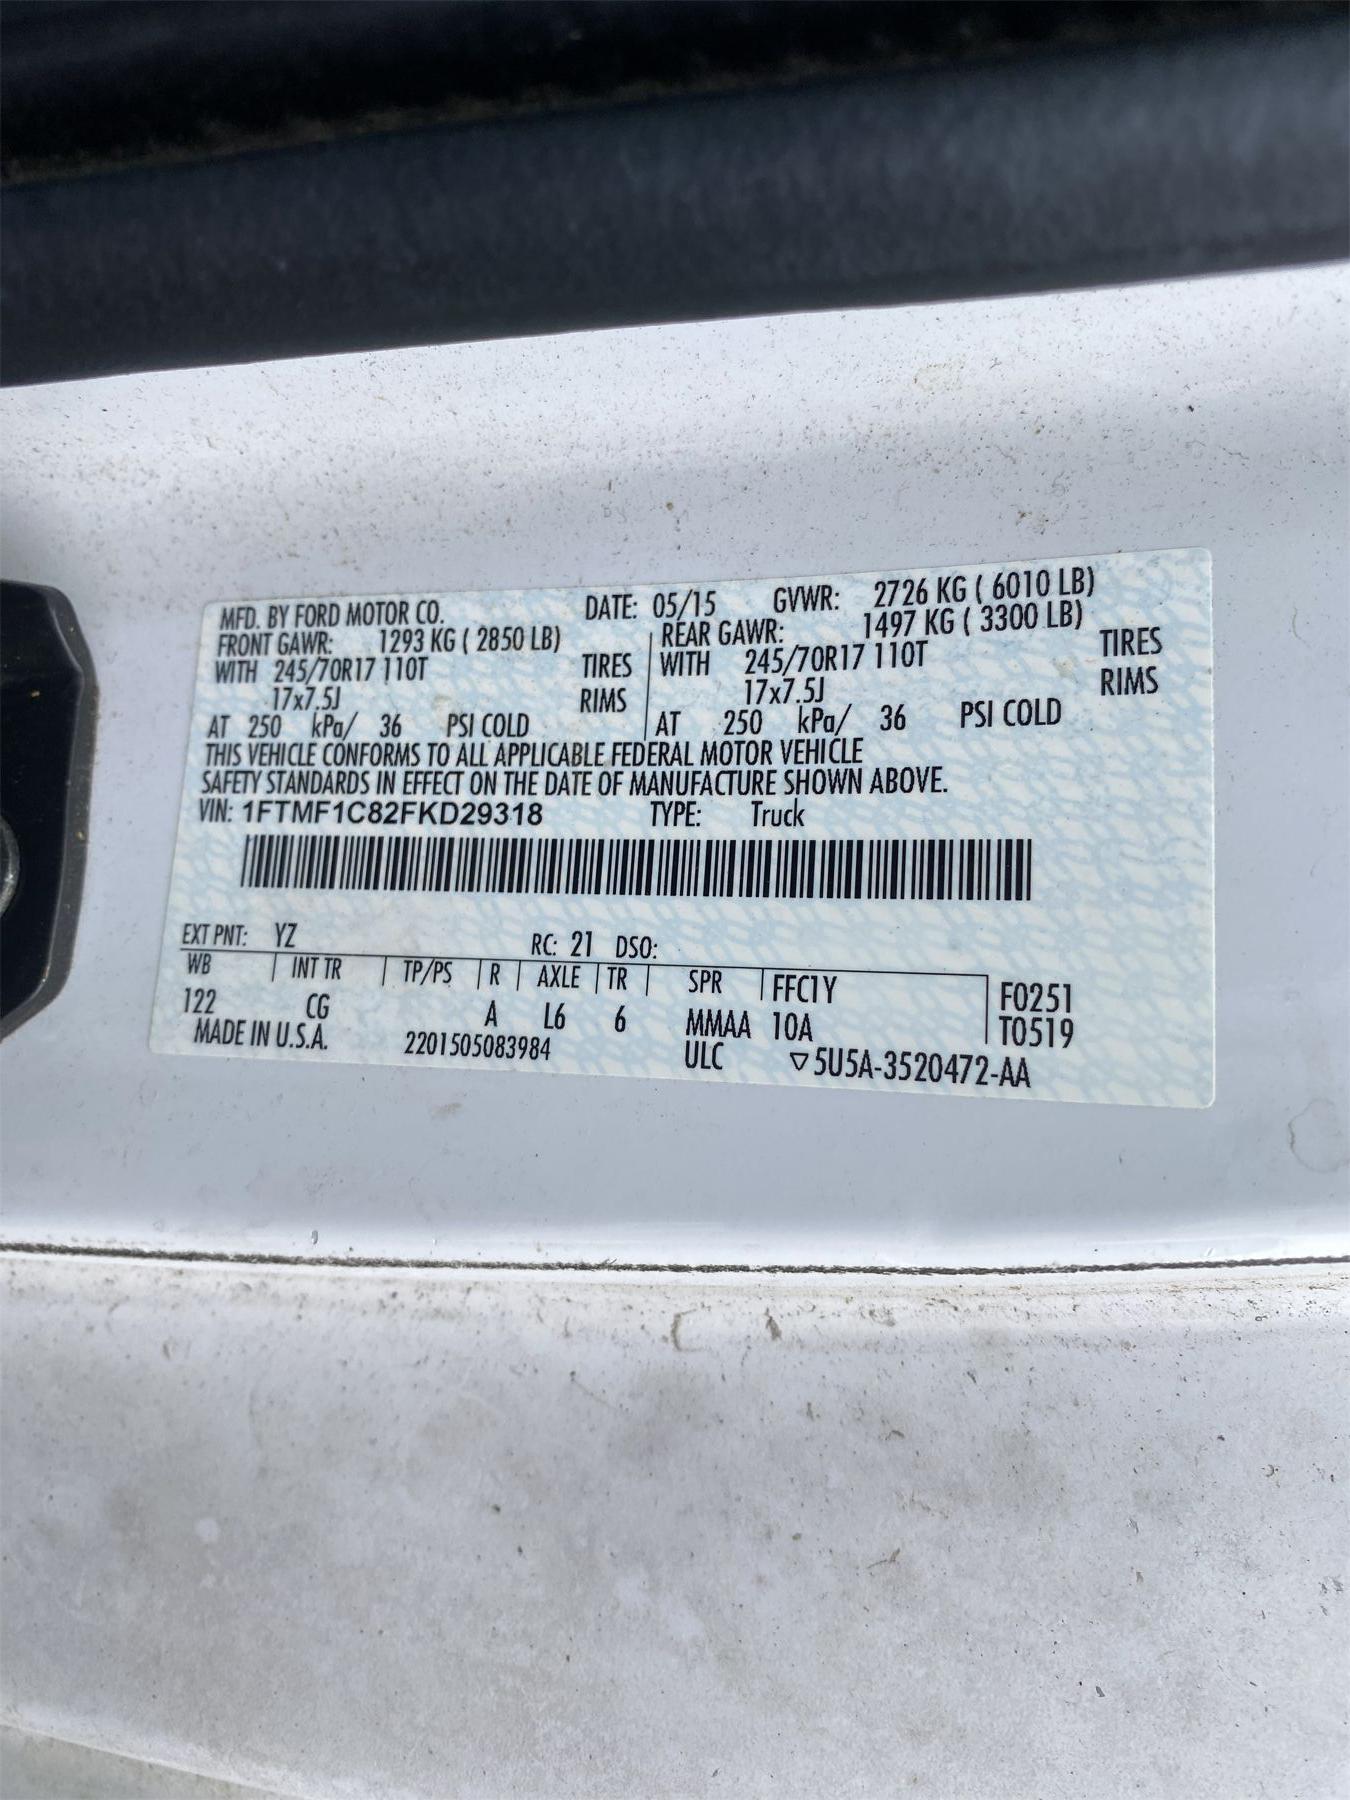 MFD. BY FORD MOTOR CO. DATE: 05/15 GVWR: 2726 KG ( 6010 LB)
FRONT GAWR: 1293 KG ( 2850 LB) REAR GAWR: 1497 KG ( 3300 LB)
WITH 245/70R17 110T TIRES WITH 245/70R17 110T TIRES
17x7.5J RIMS 17x7.5J RIMS
AT 250 kPa/ 36 PSI COLD AT 250 kPa/ 36 PSI COLD
THIS VEHICLE CONFORMS TO ALL APPLICABLE FEDERAL MOTOR VEHICLE
SAFETY STANDARDS IN EFFECT ON THE DATE OF MANUFACTURE SHOWN ABOVE.
VIN: 1FTMF1C82FKD29318 TYPE: Truck
EXT PNT: YZ RC: 21 DSO:
WB INT TR TP/PS R AXLE TR SPR FFC1Y F0251
122 CG A L6 6 MMAA 10A T0519
MADE IN U.S.A. 2201505083984 ULC ▽5U5A-3520472-AA